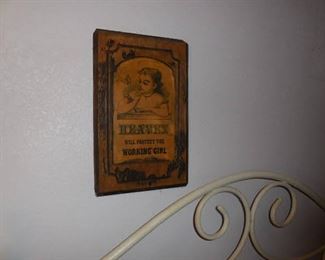 HEAVEN
WILL PROTECT THE
WORKING GIRL